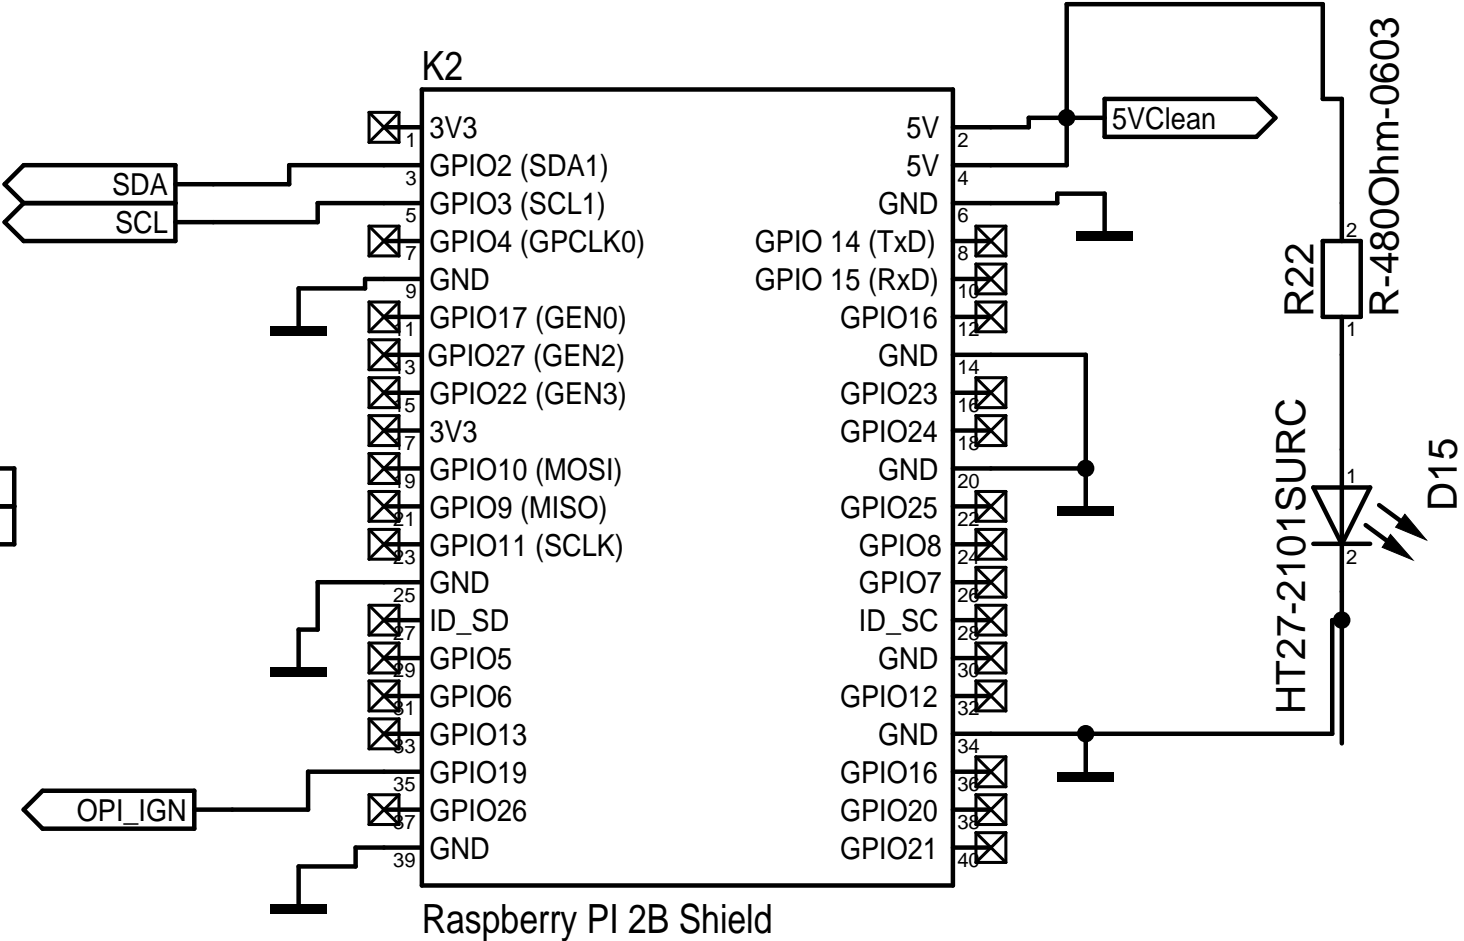 K2
3V3
1
5V
2
5VClean
SDA
GPIO2 (SDA1)
3
5V
4
SCL
GPIO3 (SCL1)
5
GND
6
GPIO4 (GPCLK0)
7
GPIO 14 (TxD)
8
GND
9
GPIO 15 (RxD)
10
GPIO17 (GEN0)
11
GPIO16
12
GPIO27 (GEN2)
13
GND
14
GPIO22 (GEN3)
15
GPIO23
16
3V3
17
GPIO24
18
GPIO10 (MOSI)
19
GND
20
GPIO9 (MISO)
21
GPIO25
22
GPIO11 (SCLK)
23
GPIO8
24
GND
25
GPIO7
26
ID_SD
27
ID_SC
28
GPIO5
29
GND
30
GPIO6
31
GPIO12
32
GPIO13
33
GND
34
GPIO19
35
GPIO16
36
OPI_IGN
GPIO26
37
GPIO20
38
GND
39
GPIO21
40
Raspberry PI 2B Shield
2
R22
R-480Ohm-0603
1
HT27-2101SURC
1
D15
2